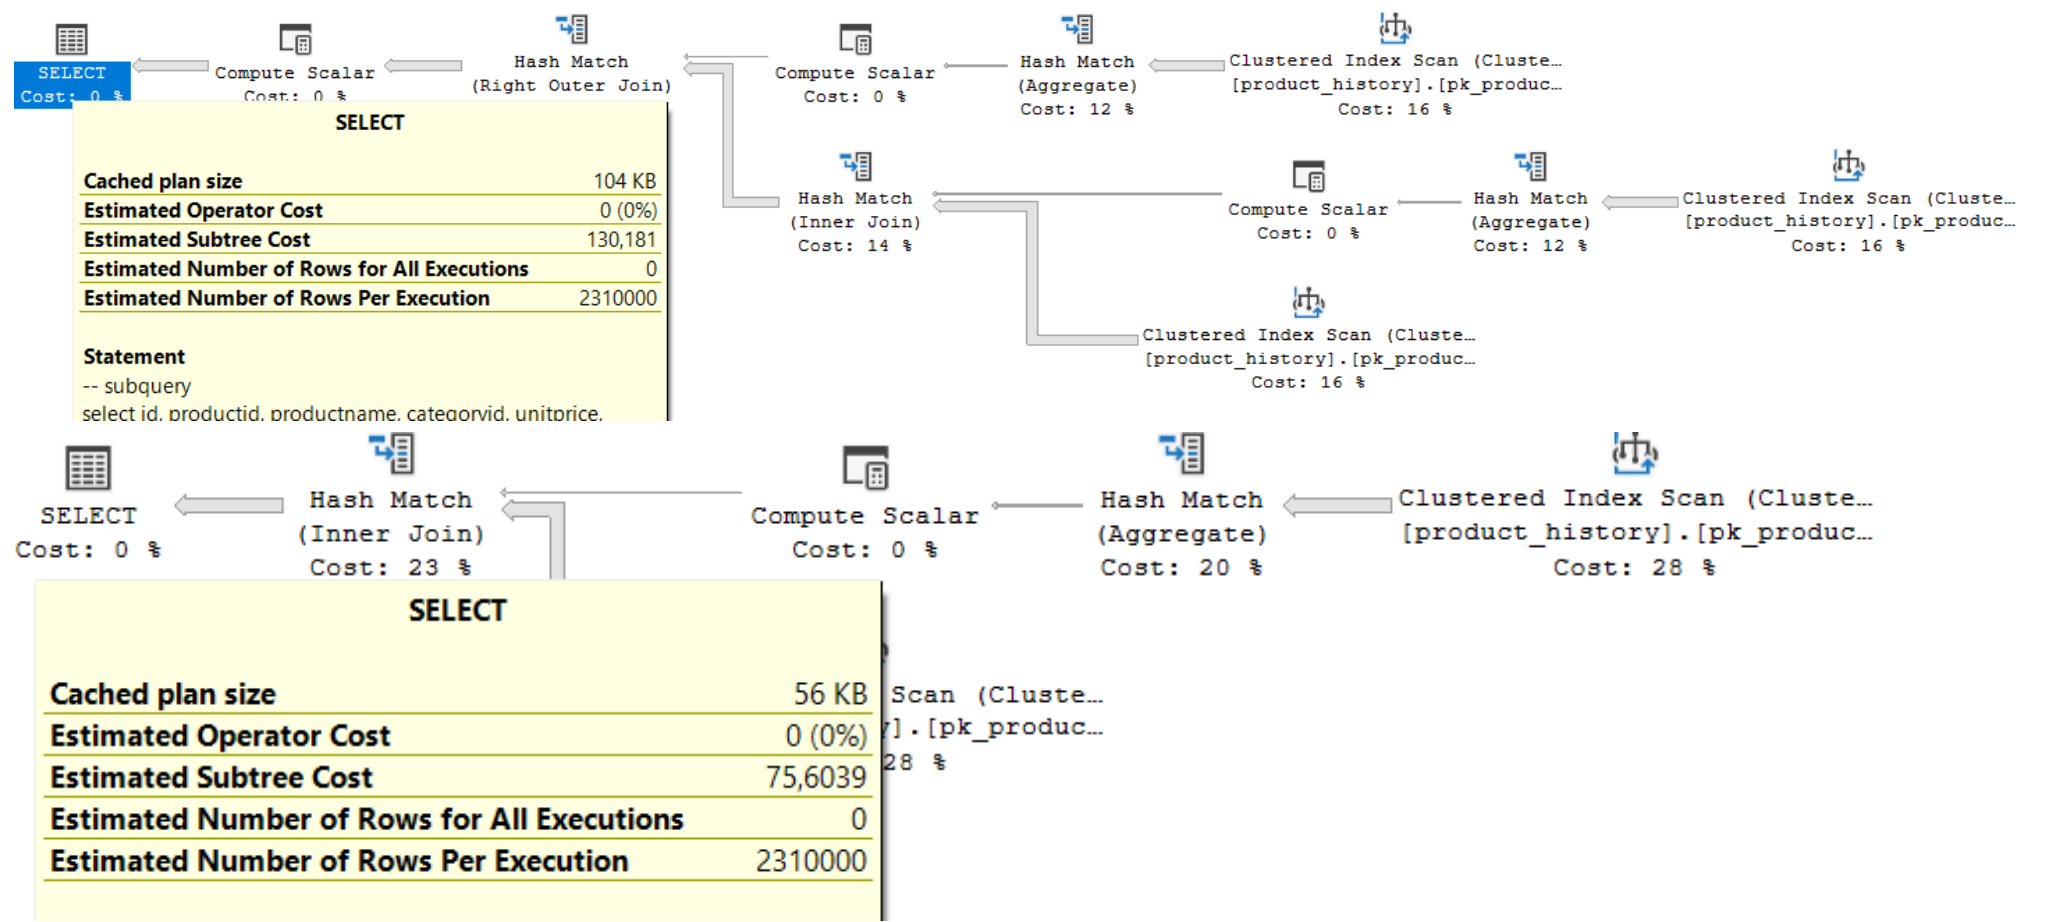 SELECT
Cost: 0 %
Compute Scalar
Cost: 0 %
Hash Match
(Right Outer Join)
Compute Scalar
Cost: 0 %
Hash Match
(Aggregate)
Cost: 12 %
Clustered Index Scan (Cluste…
[product_history].[pk_produc…
Cost: 16 %
Hash Match
(Inner Join)
Cost: 14 %
Compute Scalar
Cost: 0 %
Hash Match
(Aggregate)
Cost: 12 %
Clustered Index Scan (Cluste…
[product_history].[pk_produc…
Cost: 16 %
Clustered Index Scan (Cluste…
[product_history].[pk_produc…
Cost: 16 %
SELECT
Cached plan size 104 KB
Estimated Operator Cost 0 (0%)
Estimated Subtree Cost 130,181
Estimated Number of Rows for All Executions 0
Estimated Number of Rows Per Execution 2310000
Statement
-- subquery
select id, productid, productname, categoryid, unitprice,
SELECT
Cost: 0 %
Hash Match
(Inner Join)
Cost: 23 %
Compute Scalar
Cost: 0 %
Hash Match
(Aggregate)
Cost: 20 %
Clustered Index Scan (Cluste…
[product_history].[pk_produc…
Cost: 28 %
Scan (Cluste…
].[pk_produc…
28 %
SELECT
Cached plan size 56 KB
Estimated Operator Cost 0 (0%)
Estimated Subtree Cost 75,6039
Estimated Number of Rows for All Executions 0
Estimated Number of Rows Per Execution 2310000